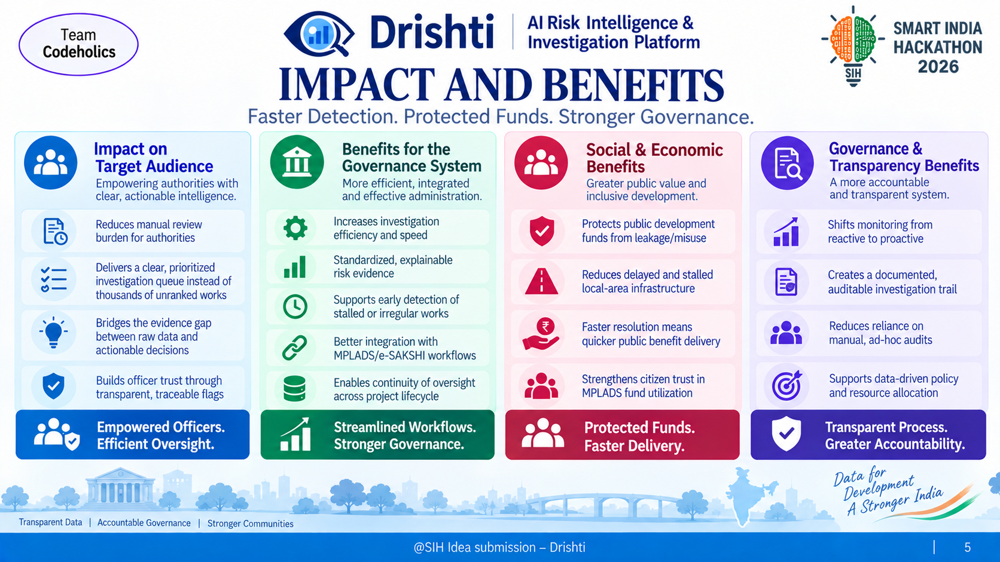 Team
Codeholics
Drishti
AI Risk Intelligence &
Investigation Platform
SIH
SMART INDIA
HACKATHON
2026
IMPACT AND BENEFITS
Faster Detection. Protected Funds. Stronger Governance.
Impact on
Target Audience
Empowering authorities with
clear, actionable intelligence.
Reduces manual review
burden for authorities
Delivers a clear, prioritized
investigation queue instead of
thousands of unranked works
Bridges the evidence gap
between raw data and
actionable decisions
Builds officer trust through
transparent, traceable flags
Empowered Officers.
Efficient Oversight.
Benefits for the
Governance System
More efficient, integrated
and effective administration.
Increases investigation
efficiency and speed
Standardized, explainable
risk evidence
Supports early detection of
stalled or irregular works
Better integration with
MPLADS/e-SAKSHI workflows
Enables continuity of oversight
across project lifecycle
Streamlined Workflows.
Stronger Governance.
Social & Economic
Benefits
Greater public value and
inclusive development.
Protects public development
funds from leakage/misuse
Reduces delayed and stalled
local-area infrastructure
₹
Faster resolution means
quicker public benefit delivery
Strengthens citizen trust in
MPLADS fund utilization
Protected Funds.
Faster Delivery.
Governance &
Transparency Benefits
A more accountable
and transparent system.
Shifts monitoring from
reactive to proactive
Creates a documented,
auditable investigation trail
Reduces reliance on
manual, ad-hoc audits
Supports data-driven policy
and resource allocation
Transparent Process.
Greater Accountability.
Data for
Development
A Stronger India
Transparent Data | Accountable Governance | Stronger Communities
@SIH Idea submission – Drishti
| 5